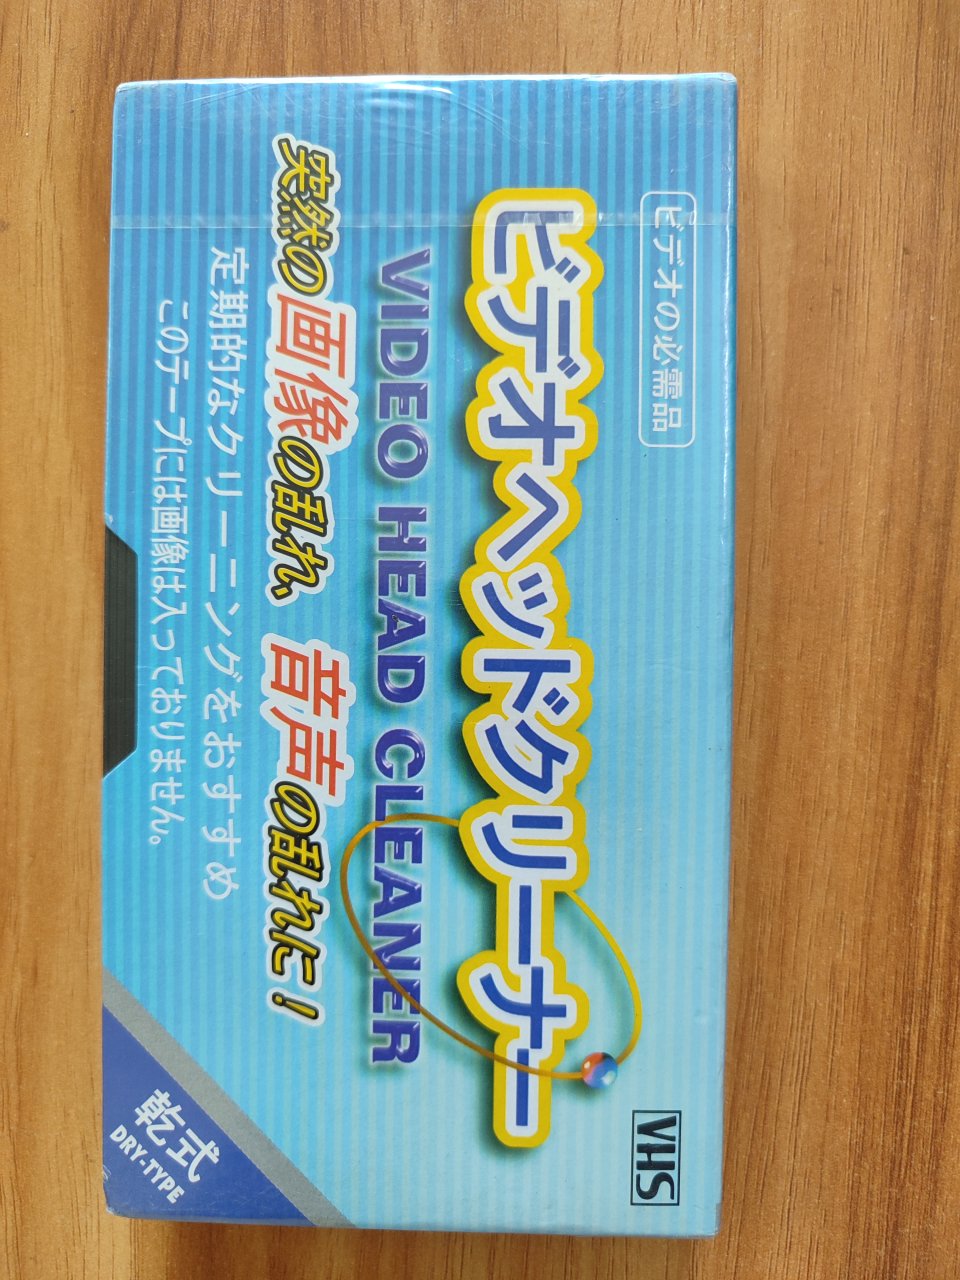 ビデオの必需品
VHS
ビデオヘッドクリーナー
VIDEO HEAD CLEANER
突然の画像の乱れ、音声の乱れに!
定期的なクリーニングをおすすめ
このテープには画像は入っておりません。
乾式
DRY-TYPE